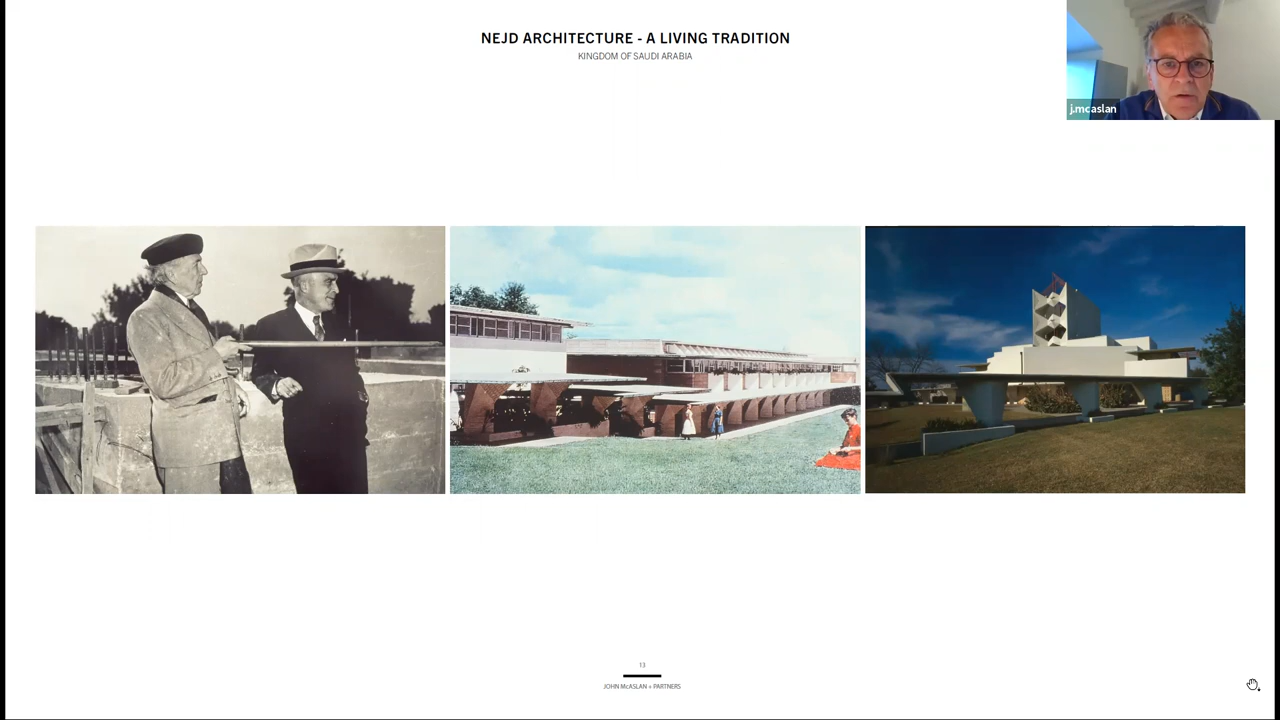 NEJD ARCHITECTURE - A LIVING TRADITION
KINGDOM OF SAUDI ARABIA
j.mcaslan
13
JOHN McASLAN + PARTNERS